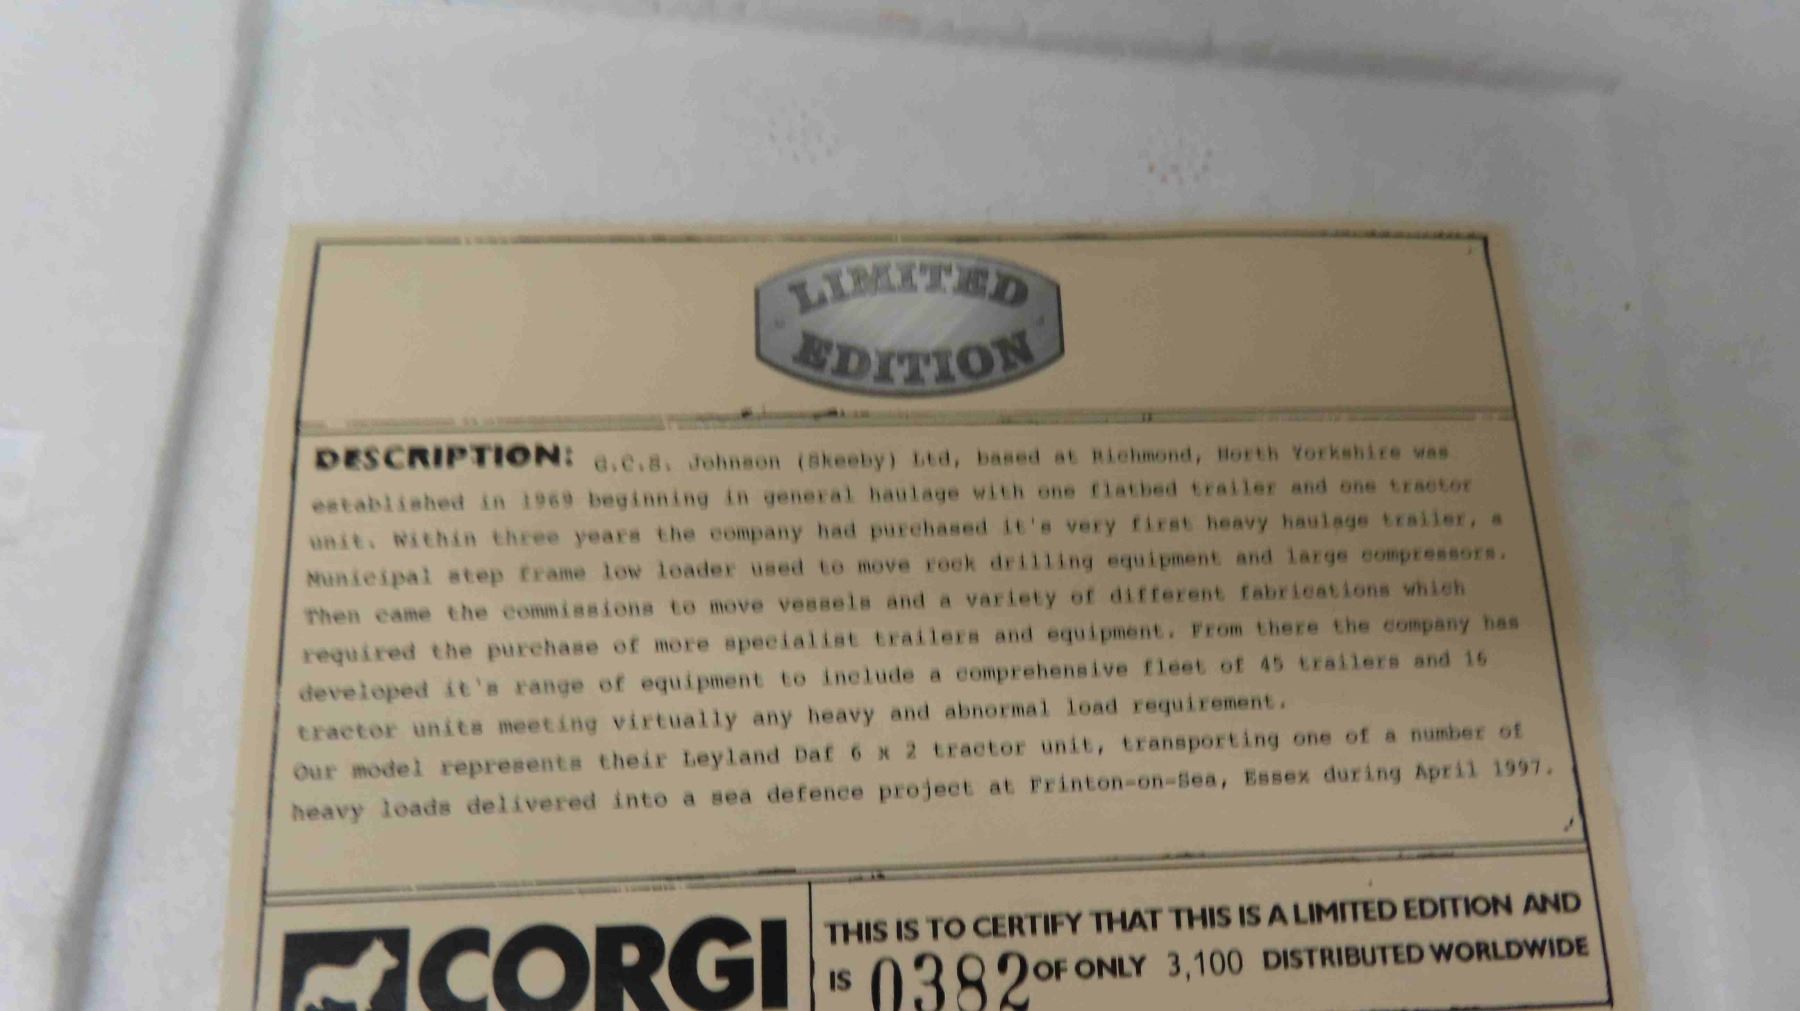 LIMITED
EDITION
DESCRIPTION: G.C.S. Johnson (Skeeby) Ltd, based at Richmond, North Yorkshire was
established in 1969 beginning in general haulage with one flatbed trailer and one tractor
unit. Within three years the company had purchased it's very first heavy haulage trailer, a
Municipal step frame low loader used to move rock drilling equipment and large compressors.
Then came the commissions to move vessels and a variety of different fabrications which
required the purchase of more specialist trailers and equipment. From there the company has
developed it's range of equipment to include a comprehensive fleet of 45 trailers and 16
tractor units meeting virtually any heavy and abnormal load requirement.
Our model represents their Leyland Daf 6 x 2 tractor unit, transporting one of a number of
heavy loads delivered into a sea defence project at Frinton-on-Sea, Essex during April 1997.
CORGI
THIS IS TO CERTIFY THAT THIS IS A LIMITED EDITION AND
IS 0382 OF ONLY 3,100 DISTRIBUTED WORLDWIDE